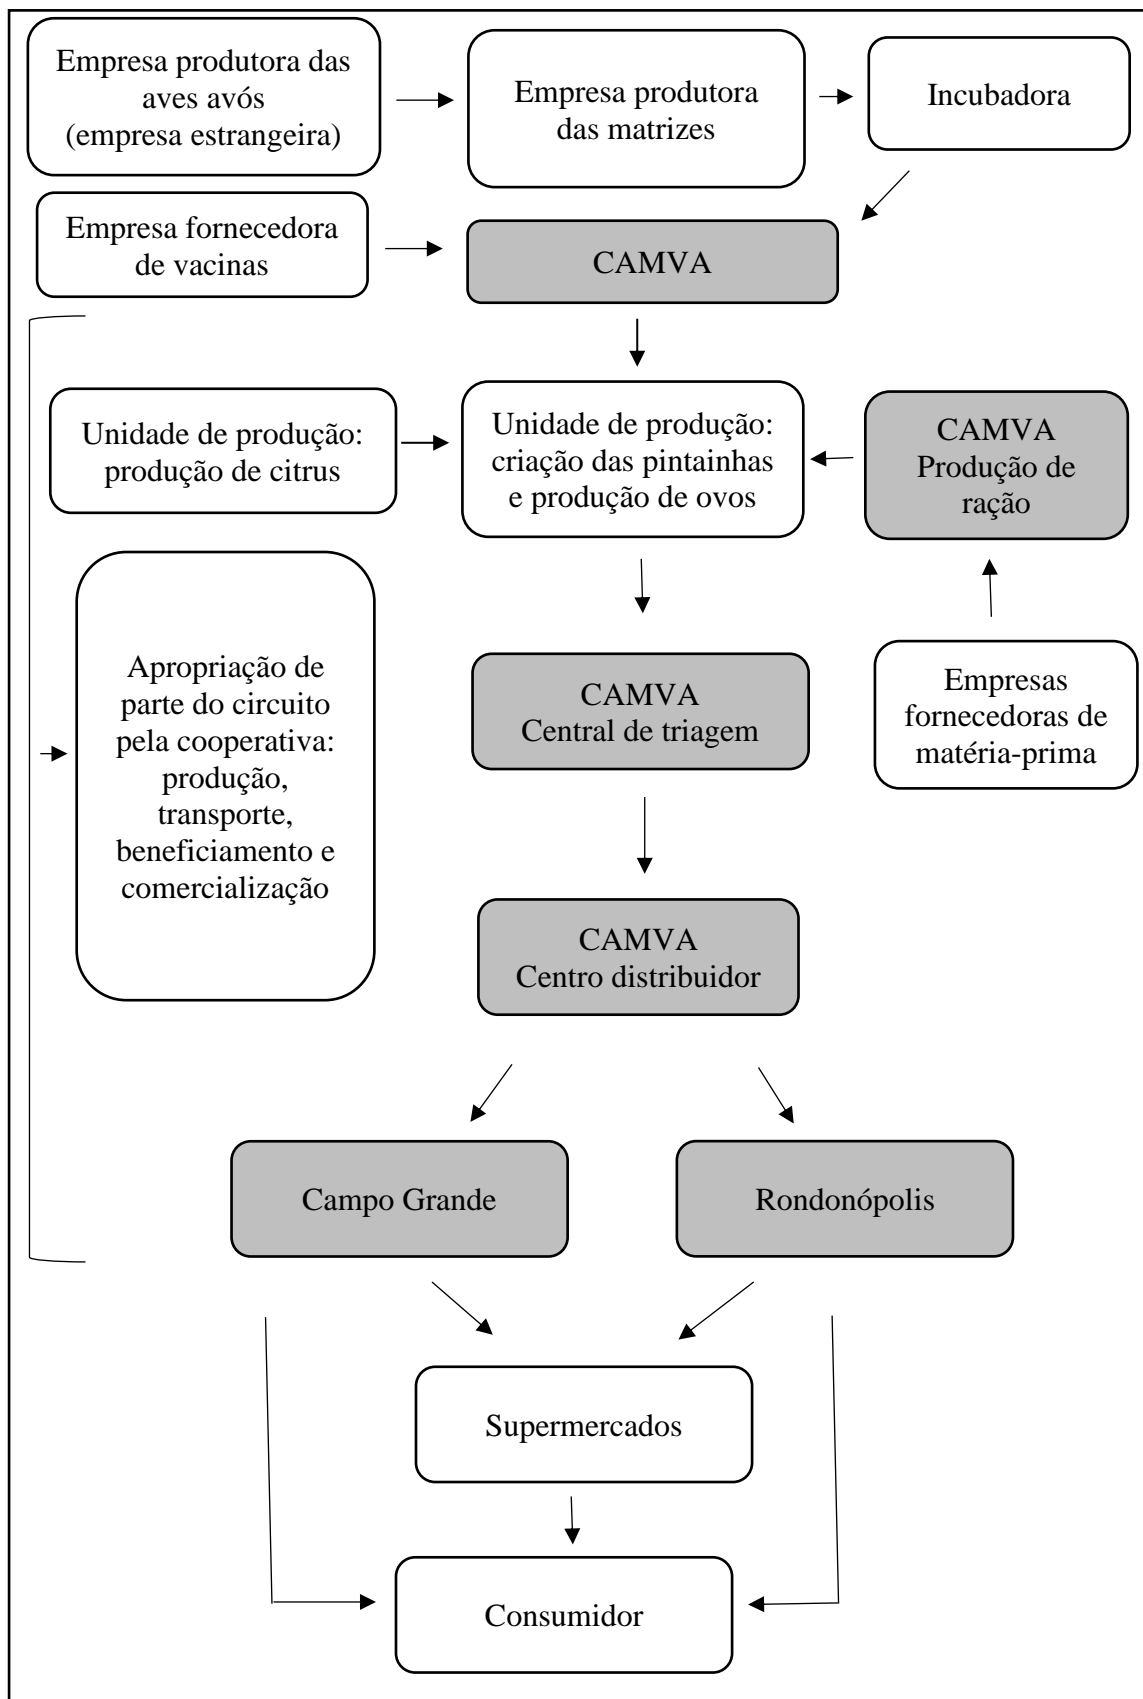 Empresa produtora das
aves avós
(empresa estrangeira)
Empresa produtora
das matrizes
Incubadora
Empresa fornecedora
de vacinas
CAMVA
Unidade de produção:
produção de citrus
Unidade de produção:
criação das pintainhas
e produção de ovos
CAMVA
Produção de
ração
Apropriação de
parte do circuito
pela cooperativa:
produção,
transporte,
beneficiamento e
comercialização
CAMVA
Central de triagem
Empresas
fornecedoras de
matéria-prima
CAMVA
Centro distribuidor
Campo Grande
Rondonópolis
Supermercados
Consumidor